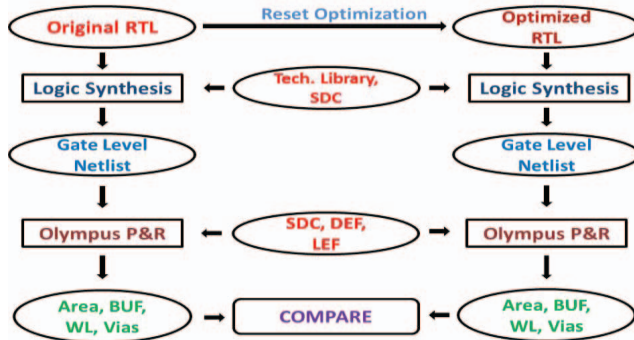 Original RTL
Reset Optimization
Optimized
RTL
Logic Synthesis
Tech. Library,
SDC
Logic Synthesis
Gate Level
Netlist
Gate Level
Netlist
Olympus P&R
SDC, DEF,
LEF
Olympus P&R
Area, BUF,
WL, Vias
COMPARE
Area, BUF,
WL, Vias